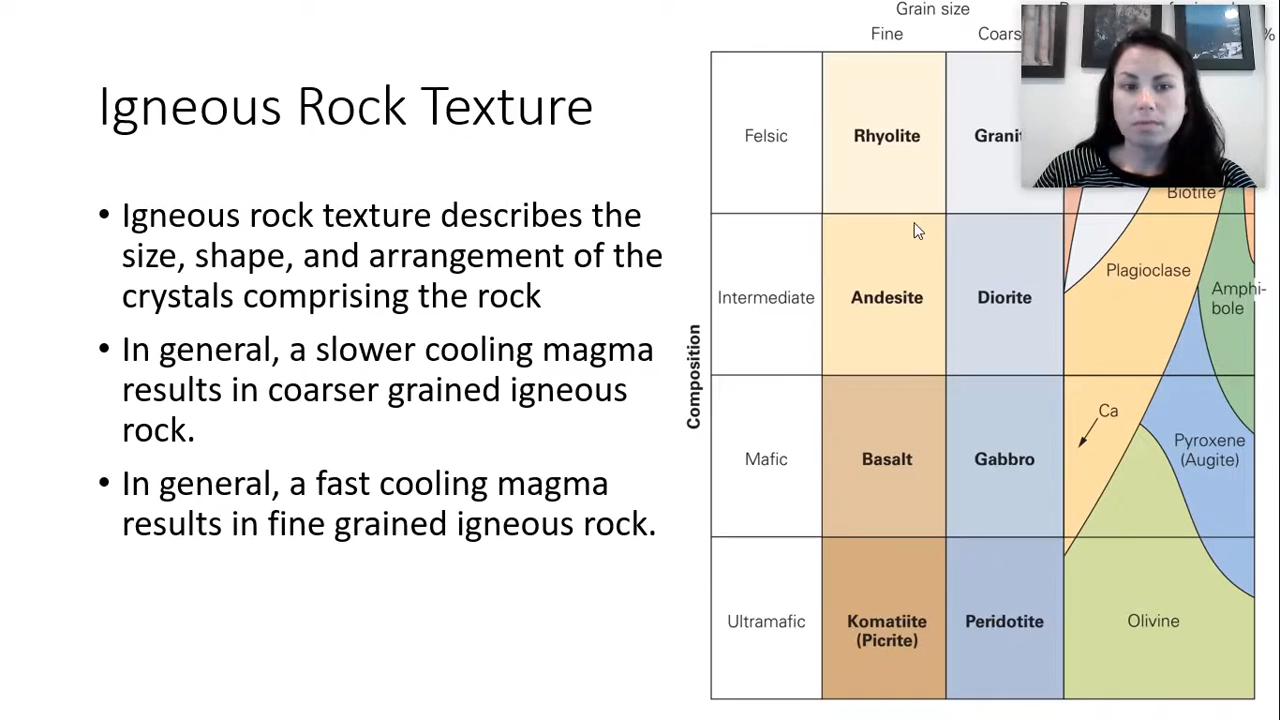 Igneous Rock Texture
• Igneous rock texture describes the
size, shape, and arrangement of the
crystals comprising the rock
• In general, a slower cooling magma
results in coarser grained igneous
rock.
• In general, a fast cooling magma
results in fine grained igneous rock.
Grain size
Fine
Coars
%
Composition
Felsic
Rhyolite
Granit
Biotite
Intermediate
Andesite
Diorite
Plagioclase
Amphi-
bole
Mafic
Basalt
Gabbro
Ca
Pyroxene
(Augite)
Ultramafic
Komatiite
(Picrite)
Peridotite
Olivine